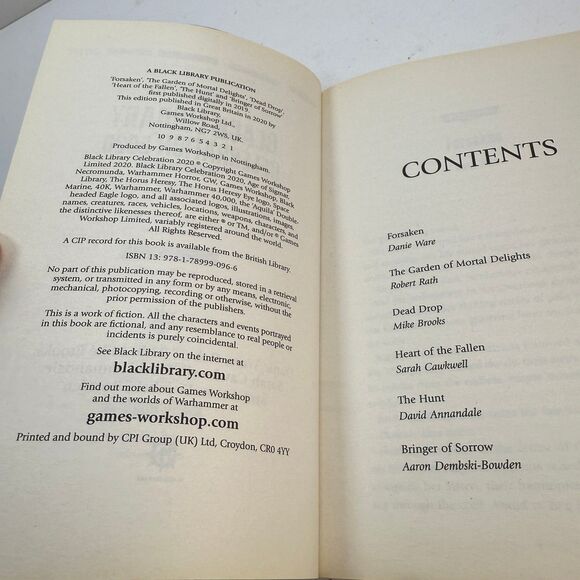 A BLACK LIBRARY PUBLICATION
'Forsaken', 'The Garden of Mortal Delights', 'Dead Drop',
'Heart of the Fallen', 'The Hunt' and 'Bringer of Sorrow'
first published digitally in 2019.
This edition published in Great Britain in 2020 by
Black Library,
Games Workshop Ltd.,
Willow Road,
Nottingham, NG7 2WS, UK.
10 9 8 7 6 5 4 3 2 1
Produced by Games Workshop in Nottingham.
Black Library Celebration 2020 © Copyright Games Workshop
Limited 2020. Black Library Celebration 2020, Age of Sigmar,
Necromunda, Warhammer Horror, GW, Games Workshop, Black
Library, The Horus Heresy, The Horus Heresy Eye logo, Space
Marine, 40K, Warhammer, Warhammer 40,000, the 'Aquila' Double-
headed Eagle logo, and all associated logos, illustrations, images,
names, creatures, races, vehicles, locations, weapons, characters, and
the distinctive likenesses thereof, are either ® or TM, and/or © Games
Workshop Limited, variably registered around the world.
All Rights Reserved.
A CIP record for this book is available from the British Library.
ISBN 13: 978-1-78999-096-6
No part of this publication may be reproduced, stored in a retrieval
system, or transmitted in any form or by any means, electronic,
mechanical, photocopying, recording or otherwise, without the
prior permission of the publishers.
This is a work of fiction. All the characters and events portrayed
in this book are fictional, and any resemblance to real people or
incidents is purely coincidental.
See Black Library on the internet at
blacklibrary.com
Find out more about Games Workshop
and the worlds of Warhammer at
games-workshop.com
Printed and bound by CPI Group (UK) Ltd, Croydon, CR0 4YY
CONTENTS
Forsaken
Danie Ware
The Garden of Mortal Delights
Robert Rath
Dead Drop
Mike Brooks
Heart of the Fallen
Sarah Cawkwell
The Hunt
David Annandale
Bringer of Sorrow
Aaron Dembski-Bowden